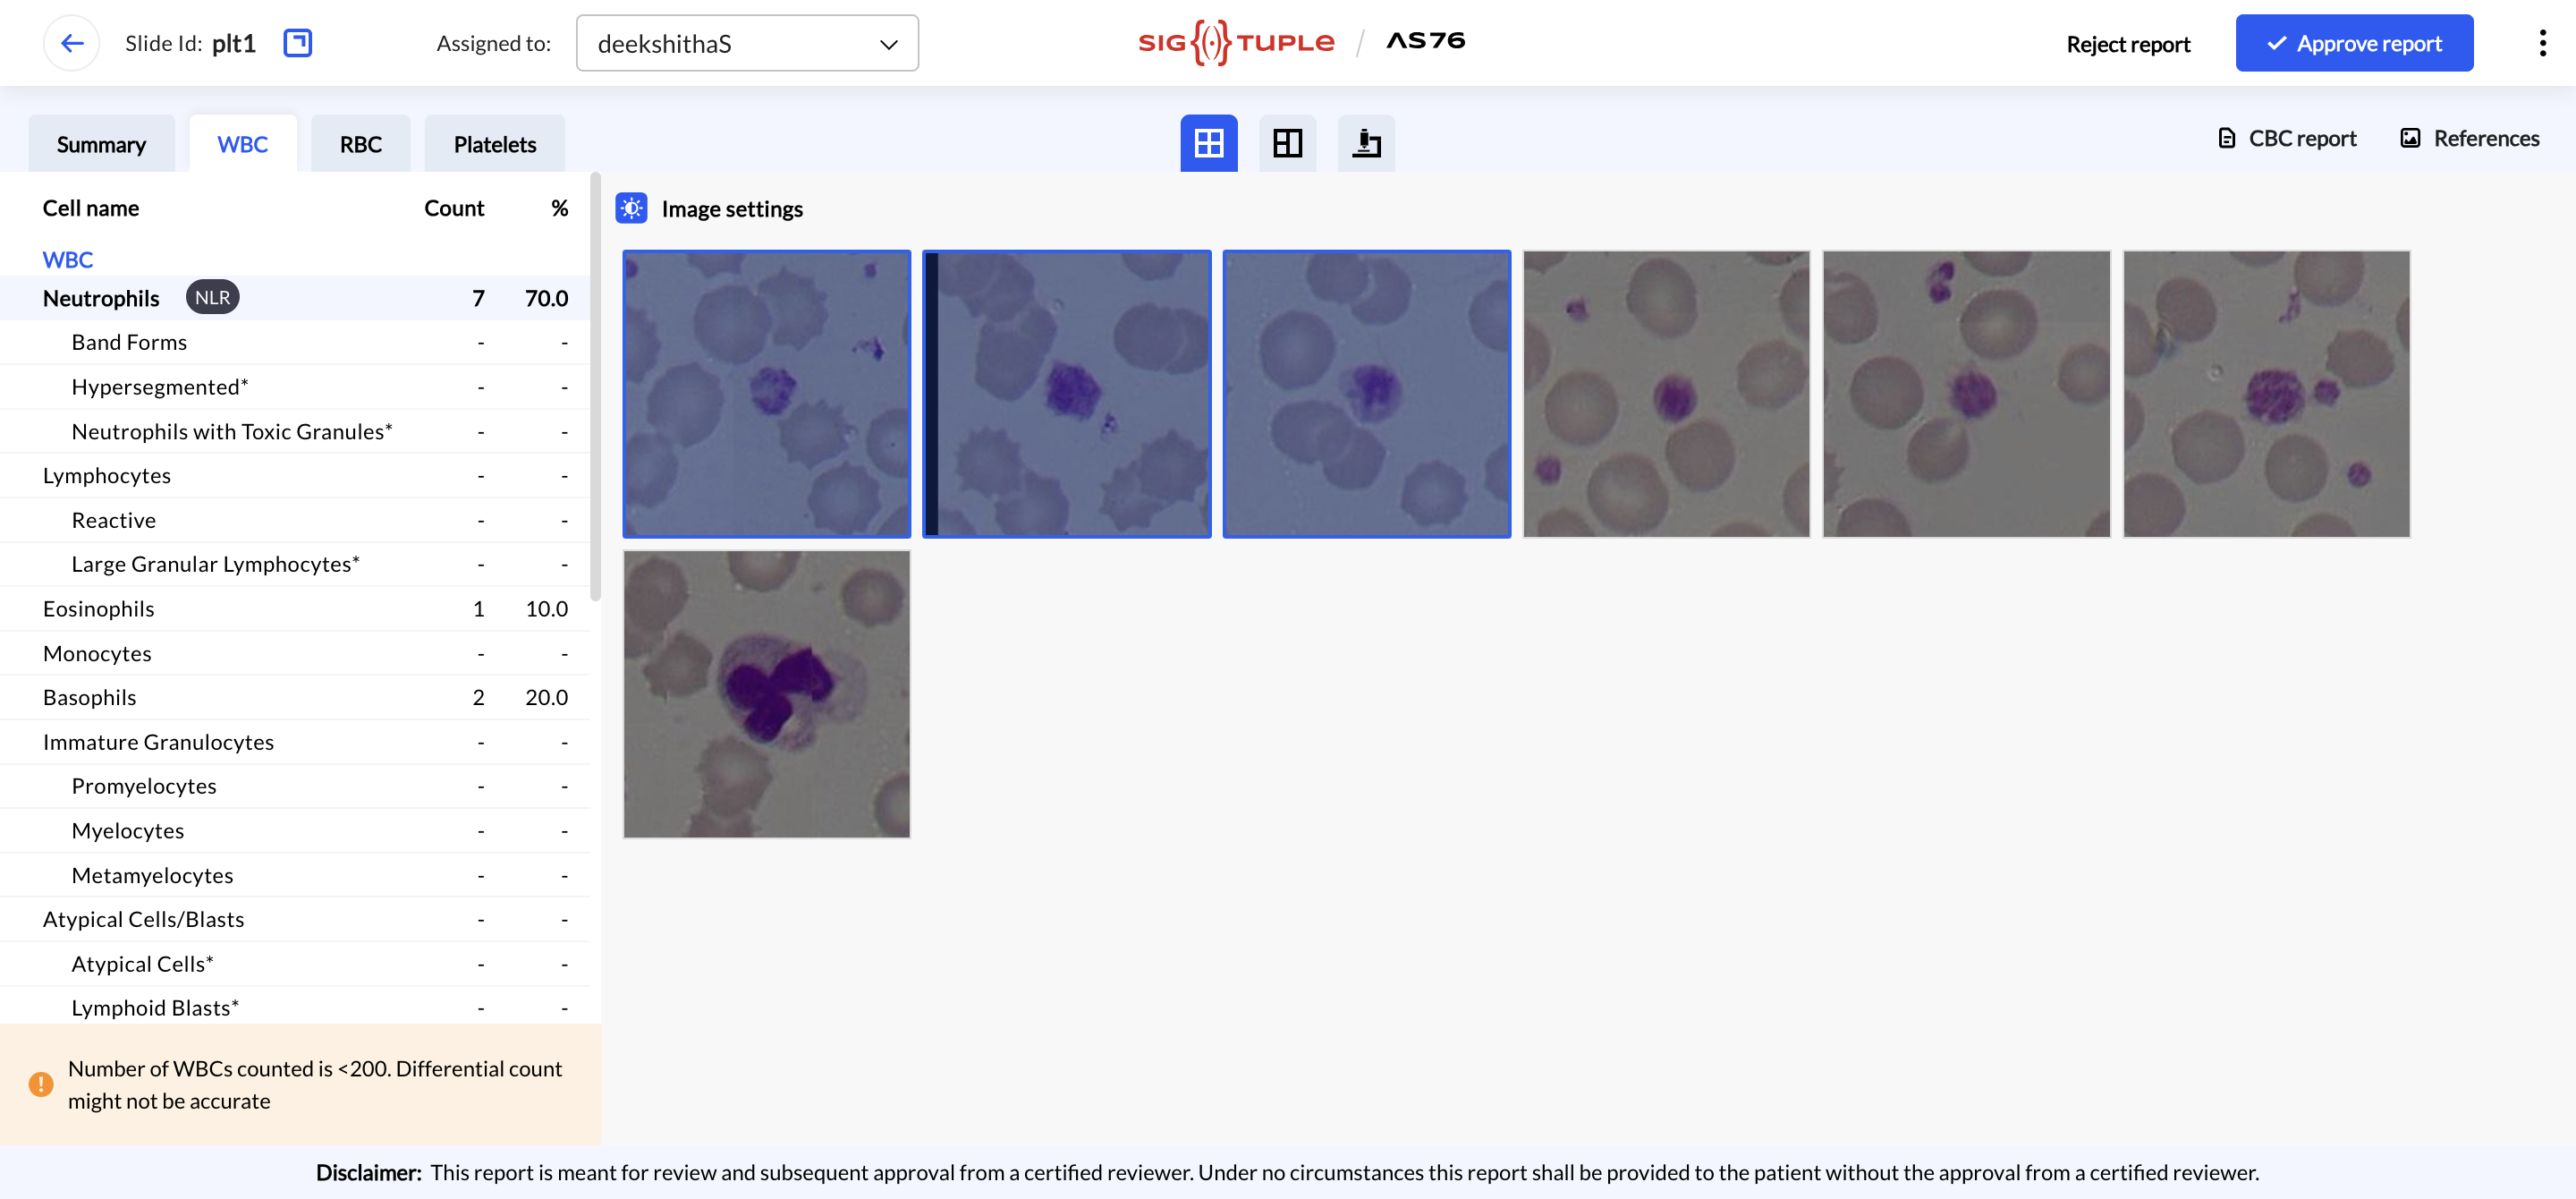 Slide Id: plt1
Assigned to: deekshithaS
SIG{(·)}TUPLE / AS76
Reject report
Approve report
Summary
WBC
RBC
Platelets
CBC report
References
Cell name Count %
WBC
Neutrophils NLR 7 70.0
Band Forms - -
Hypersegmented* - -
Neutrophils with Toxic Granules* - -
Lymphocytes - -
Reactive - -
Large Granular Lymphocytes* - -
Eosinophils 1 10.0
Monocytes - -
Basophils 2 20.0
Immature Granulocytes - -
Promyelocytes - -
Myelocytes - -
Metamyelocytes - -
Atypical Cells/Blasts - -
Atypical Cells* - -
Lymphoid Blasts* - -
Number of WBCs counted is <200. Differential count
might not be accurate
Image settings
Disclaimer: This report is meant for review and subsequent approval from a certified reviewer. Under no circumstances this report shall be provided to the patient without the approval from a certified reviewer.